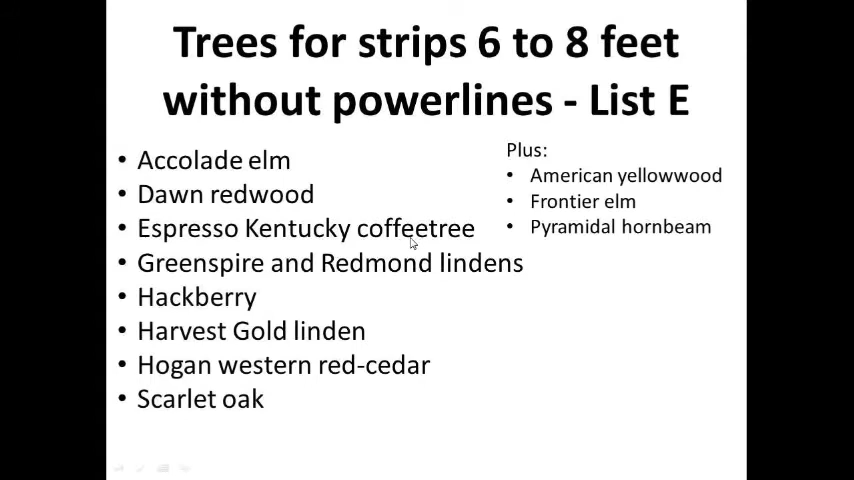 Trees for strips 6 to 8 feet
without powerlines - List E
• Accolade elm
• Dawn redwood
• Espresso Kentucky coffeetree
• Greenspire and Redmond lindens
• Hackberry
• Harvest Gold linden
• Hogan western red-cedar
• Scarlet oak
Plus:
• American yellowwood
• Frontier elm
• Pyramidal hornbeam